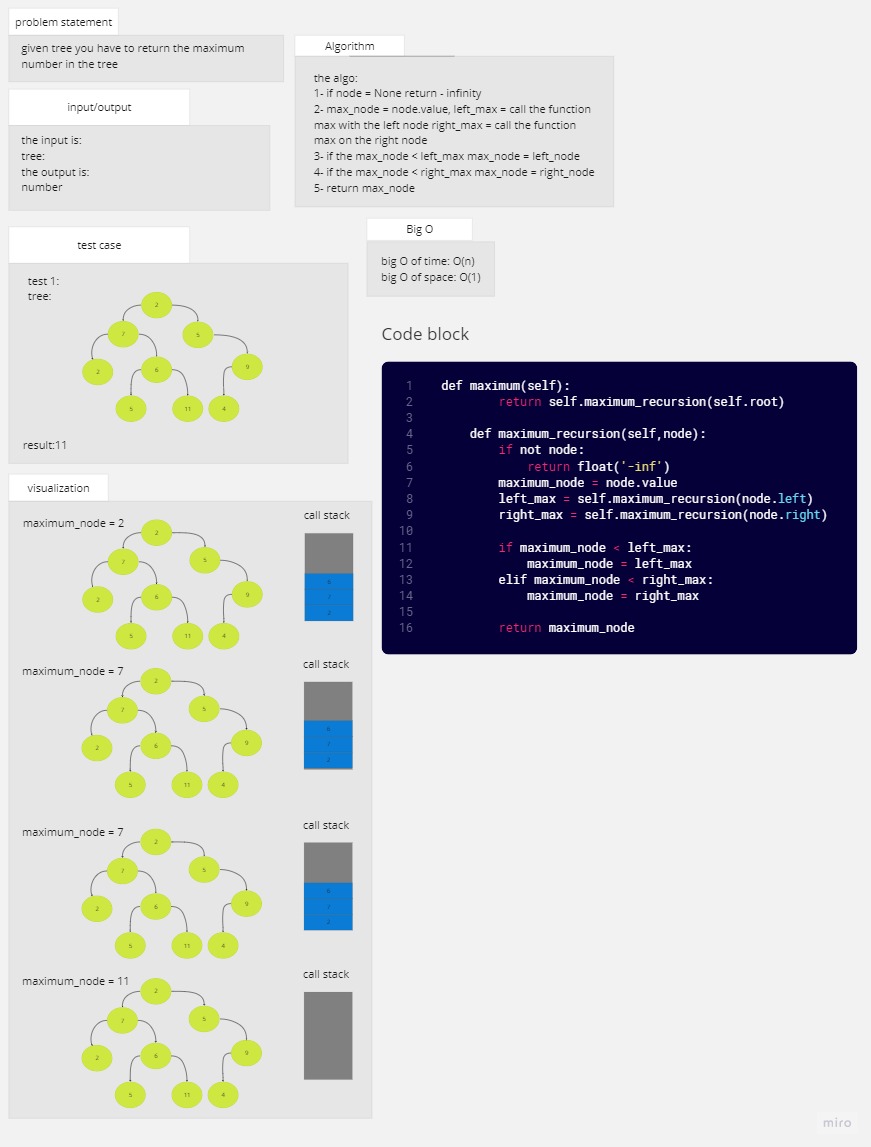 problem statement
given tree you have to return the maximum
number in the tree
input/output
the input is:
tree:
the output is:
number
Algorithm
the algo:
1- if node = None return - infinity
2- max_node = node.value, left_max = call the function
max with the left node right_max = call the function
max on the right node
3- if the max_node < left_max max_node = left_node
4- if the max_node < right_max max_node = right_node
5- return max_node
Big O
big O of time: O(n)
big O of space: O(1)
test case
test 1:
tree:
2
7
5
2
6
9
5
11
4
result:11
Code block
1 def maximum(self):
2 return self.maximum_recursion(self.root)
3
4 def maximum_recursion(self,node):
5 if not node:
6 return float('-inf')
7 maximum_node = node.value
8 left_max = self.maximum_recursion(node.left)
9 right_max = self.maximum_recursion(node.right)
10
11 if maximum_node < left_max:
12 maximum_node = left_max
13 elif maximum_node < right_max:
14 maximum_node = right_max
15
16 return maximum_node
visualization
maximum_node = 2
2
7
5
2
6
9
5
11
4
call stack
7
2
maximum_node = 7
2
7
5
2
6
9
5
11
4
call stack
6
7
2
maximum_node = 7
2
7
5
2
6
9
5
11
4
call stack
6
7
2
maximum_node = 11
2
7
5
2
6
9
5
11
4
call stack
miro